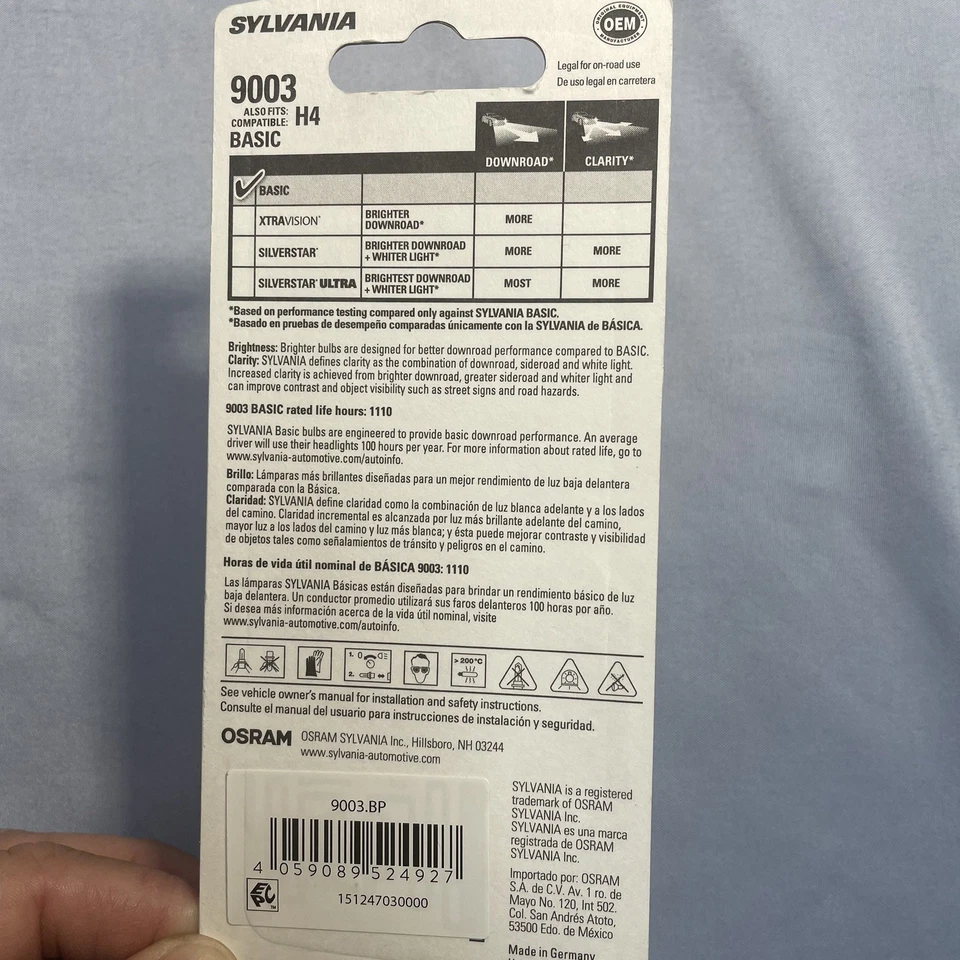 SYLVANIA
ORIGINAL EQUIPMENT
OEM
MANUFACTURER
Legal for on-road use
De uso legal en carretera
9003
ALSO FITS:
COMPATIBLE: H4
BASIC
DOWNROAD* CLARITY*
BASIC
XTRAVISION® BRIGHTER DOWNROAD* MORE
SILVERSTAR® BRIGHTER DOWNROAD + WHITER LIGHT* MORE MORE
SILVERSTAR® ULTRA BRIGHTEST DOWNROAD + WHITER LIGHT* MOST MORE
*Based on performance testing compared only against SYLVANIA BASIC.
*Basado en pruebas de desempeño comparadas únicamente con la SYLVANIA de BÁSICA.
Brightness: Brighter bulbs are designed for better downroad performance compared to BASIC.
Clarity: SYLVANIA defines clarity as the combination of downroad, sideroad and white light.
Increased clarity is achieved from brighter downroad, greater sideroad and whiter light and
can improve contrast and object visibility such as street signs and road hazards.
9003 BASIC rated life hours: 1110
SYLVANIA Basic bulbs are engineered to provide basic downroad performance. An average
driver will use their headlights 100 hours per year. For more information about rated life, go to
www.sylvania-automotive.com/autoinfo.
Brillo: Lámparas más brillantes diseñadas para un mejor rendimiento de luz baja delantera
comparada con la Básica.
Claridad: SYLVANIA define claridad como la combinación de luz blanca adelante y a los lados
del camino. Claridad incremental es alcanzada por luz más brillante adelante del camino,
mayor luz a los lados del camino y luz más blanca; y ésta puede mejorar contraste y visibilidad
de objetos tales como señalamientos de tránsito y peligros en el camino.
Horas de vida útil nominal de BÁSICA 9003: 1110
Las lámparas SYLVANIA Básicas están diseñadas para brindar un rendimiento básico de luz
baja delantera. Un conductor promedio utilizará sus faros delanteros 100 horas por año.
Si desea más información acerca de la vida útil nominal, visite
www.sylvania-automotive.com/autoinfo.
1. 0
2.
>200°C
See vehicle owner's manual for installation and safety instructions.
Consulte el manual del usuario para instrucciones de instalación y seguridad.
OSRAM OSRAM SYLVANIA Inc., Hillsboro, NH 03244
www.sylvania-automotive.com
9003.BP
4 059089 524927
EPC™
151247030000
SYLVANIA is a registered
trademark of OSRAM
SYLVANIA Inc.
SYLVANIA es una marca
registrada de OSRAM
SYLVANIA Inc.
Importado por: OSRAM
S.A. de C.V. Av. 1 ro. de
Mayo No. 120, Int 502.
Col. San Andrés Atoto,
53500 Edo. de México
Made in Germany